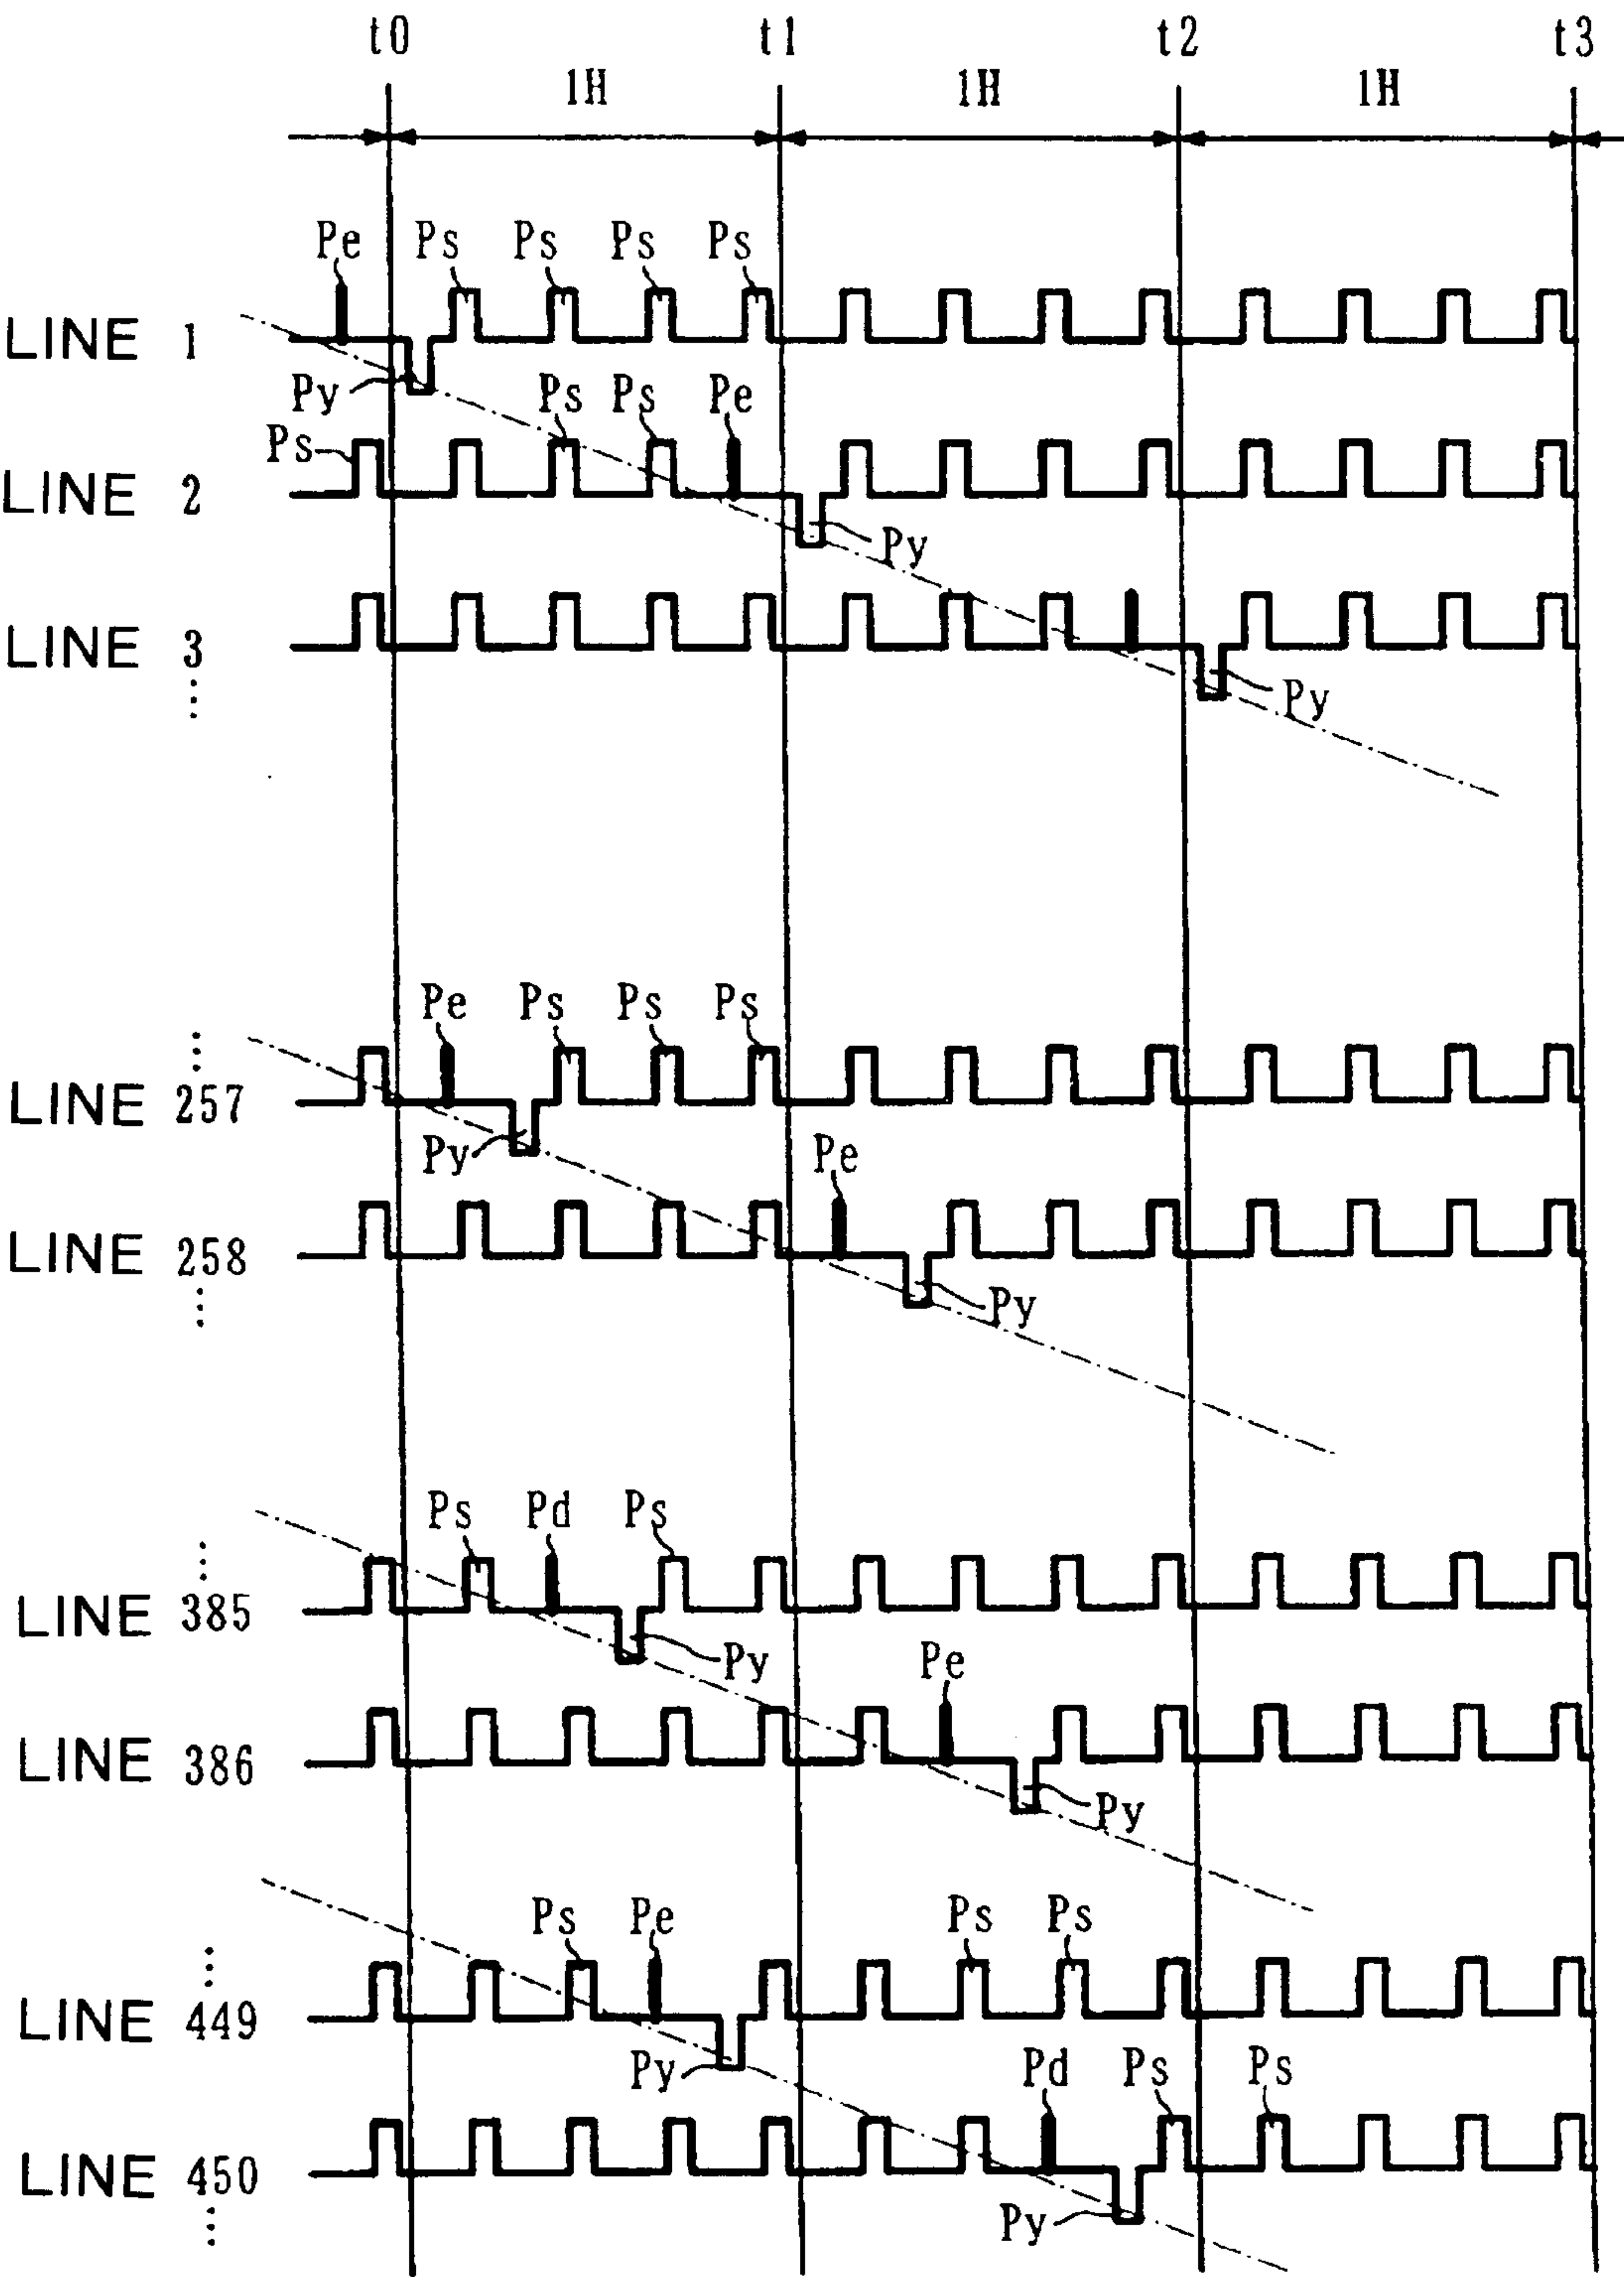 t0 t1 t2 t3
1H 1H 1H
Pe Ps Ps Ps Ps
LINE 1
Py Ps Ps Pe
Ps
LINE 2
Py
LINE 3
Py
⋮
Pe Ps Ps Ps
⋮
LINE 257
Py Pe
LINE 258
Py
⋮
Ps Pd Ps
⋮
LINE 385
Py Pe
LINE 386
Py
Ps Pe Ps Ps
⋮
LINE 449
Py Pd Ps Ps
LINE 450
Py
⋮